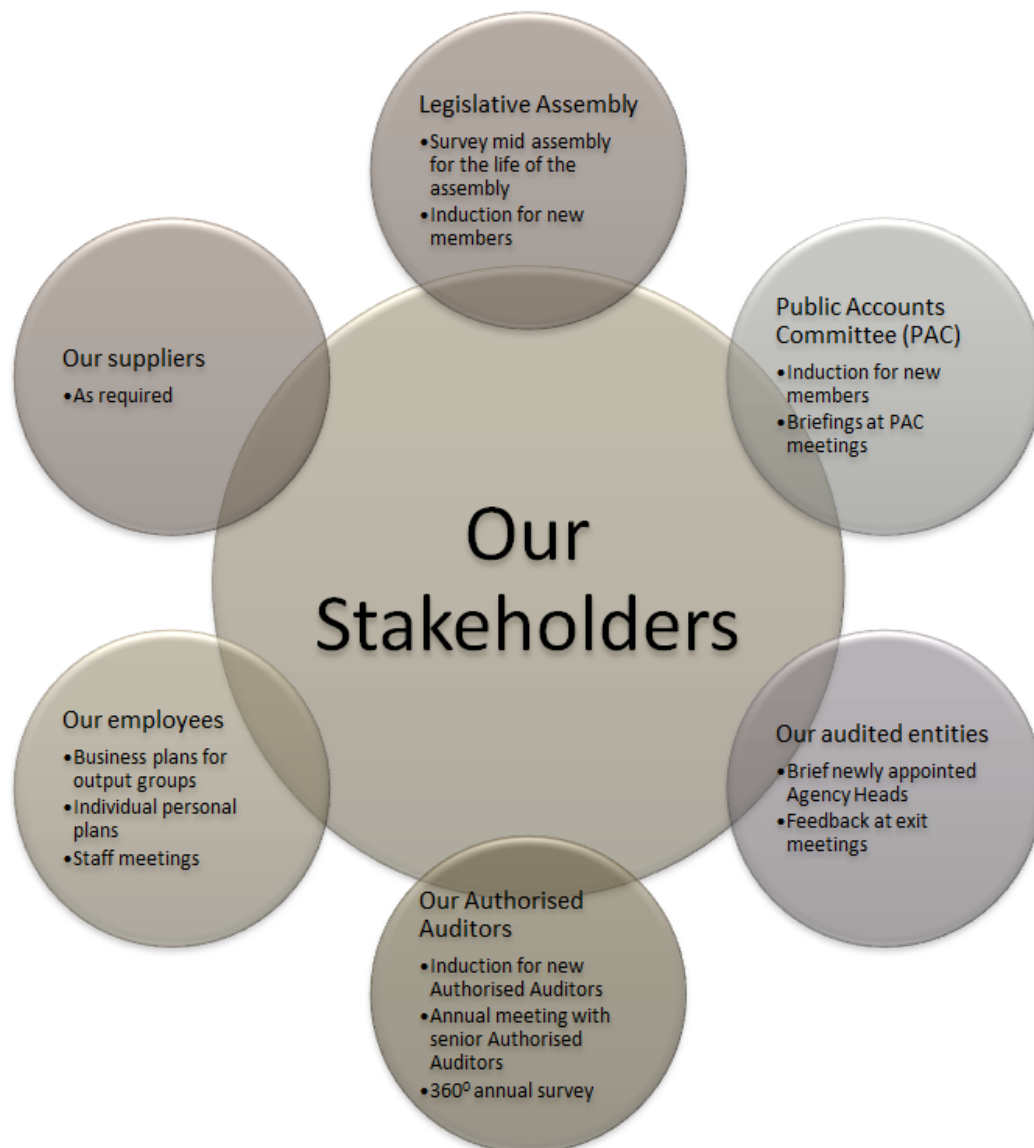 Legislative Assembly
•Survey mid assembly
for the life of the
assembly
•Induction for new
members
Public Accounts
Committee (PAC)
•Induction for new
members
•Briefings at PAC
meetings
Our suppliers
•As required
Our
Stakeholders
Our employees
•Business plans for
output groups
•Individual personal
plans
•Staff meetings
Our audited entities
•Brief newly appointed
Agency Heads
•Feedback at exit
meetings
Our Authorised
Auditors
•Induction for new
Authorised Auditors
•Annual meeting with
senior Authorised
Auditors
•360⁰ annual survey